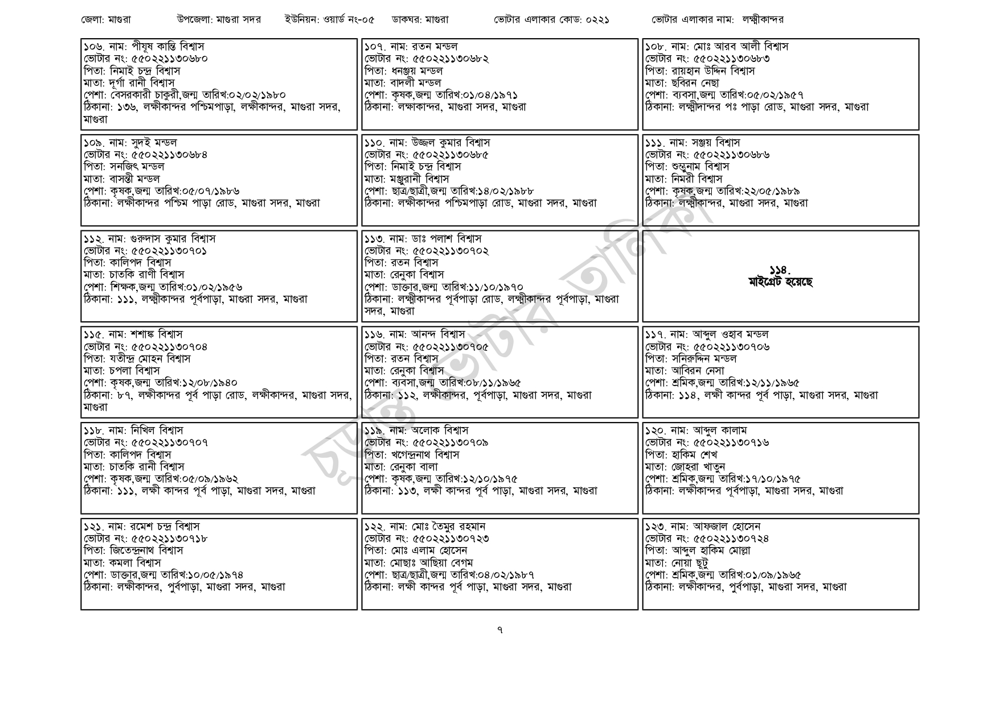 জেলা: মাগুরা উপজেলা: মাগুরা সদর ইউনিয়ন: ওয়ার্ড নং-০৫ ডাকঘর: মাগুরা ভোটার এলাকার কোড: ০২২১ ভোটার এলাকার নাম: লক্ষ্মীকান্দর
১০৬. নাম: পীযূষ কান্তি বিশ্বাস
ভোটার নং: ৫৫০২২১১৩০৬৮০
পিতা: নিমাই চন্দ্র বিশ্বাস
মাতা: দূর্গা রানী বিশ্বাস
পেশা: বেসরকারী চাকুরী,জন্ম তারিখ:০২/০২/১৯৮০
ঠিকানা: ১৩৬, লক্ষীকান্দর পশ্চিমপাড়া, লক্ষীকান্দর, মাগুরা সদর,
মাগুরা
১০৭. নাম: রতন মন্ডল
ভোটার নং: ৫৫০২২১১৩০৬৮২
পিতা: ধনঞ্জয় মন্ডল
মাতা: বাদলী মন্ডল
পেশা: কৃষক,জন্ম তারিখ:০১/০৪/১৯৭১
ঠিকানা: লক্ষাকান্দর, মাগুরা সদর, মাগুরা
১০৮. নাম: মোঃ আরব আলী বিশ্বাস
ভোটার নং: ৫৫০২২১১৩০৬৮৩
পিতা: রায়হান উদ্দিন বিশ্বাস
মাতা: ছবিরন নেছা
পেশা: ব্যবসা,জন্ম তারিখ:০৫/০২/১৯৫৭
ঠিকানা: লক্ষ্মীদান্দর পঃ পাড়া রোড, মাগুরা সদর, মাগুরা
১০৯. নাম: সুদই মন্ডল
ভোটার নং: ৫৫০২২১১৩০৬৮৪
পিতা: সনজিৎ মন্ডল
মাতা: বাসন্তী মন্ডল
পেশা: কৃষক,জন্ম তারিখ:০৫/০৭/১৯৮৬
ঠিকানা: লক্ষীকান্দর পশ্চিম পাড়া রোড, মাগুরা সদর, মাগুরা
১১০. নাম: উজ্জল কুমার বিশ্বাস
ভোটার নং: ৫৫০২২১১৩০৬৮৫
পিতা: নিমাই চন্দ্র বিশ্বাস
মাতা: মঞ্জুরানী বিশ্বাস
পেশা: ছাত্র/ছাত্রী,জন্ম তারিখ:১৪/০২/১৯৮৮
ঠিকানা: লক্ষীকান্দর পশ্চিমপাড়া রোড, মাগুরা সদর, মাগুরা
১১১. নাম: সঞ্জয় বিশ্বাস
ভোটার নং: ৫৫০২২১১৩০৬৮৬
পিতা: শুম্ভুনাম বিশ্বাস
মাতা: নিমরী বিশ্বাস
পেশা: কৃষক,জন্ম তারিখ:২২/০৫/১৯৮৯
ঠিকানা: লক্ষ্মীকান্দর, মাগুরা সদর, মাগুরা
১১২. নাম: গুরুদাস কুমার বিশ্বাস
ভোটার নং: ৫৫০২২১১৩০৭০১
পিতা: কালিপদ বিশ্বাস
মাতা: চাতকি রাণী বিশ্বাস
পেশা: শিক্ষক,জন্ম তারিখ:০১/০২/১৯৫৬
ঠিকানা: ১১১, লক্ষ্মীকান্দর পূর্বপাড়া, মাগুরা সদর, মাগুরা
১১৩. নাম: ডাঃ পলাশ বিশ্বাস
ভোটার নং: ৫৫০২২১১৩০৭০২
পিতা: রতন বিশ্বাস
মাতা: রেনুকা বিশ্বাস
পেশা: ডাক্তার,জন্ম তারিখ:১১/১০/১৯৭০
ঠিকানা: লক্ষ্মীকান্দর পূর্বপাড়া রোড, লক্ষ্মীকান্দর পূর্বপাড়া, মাগুরা
সদর, মাগুরা
১১৪.
মাইগ্রেট হয়েছে
১১৫. নাম: শশাঙ্ক বিশ্বাস
ভোটার নং: ৫৫০২২১১৩০৭০৪
পিতা: যতীন্দ্র মোহন বিশ্বাস
মাতা: চপলা বিশ্বাস
পেশা: কৃষক,জন্ম তারিখ:১২/০৮/১৯৪০
ঠিকানা: ৮৭, লক্ষীকান্দর পূর্ব পাড়া রোড, লক্ষীকান্দর, মাগুরা সদর,
মাগুরা
১১৬. নাম: আনন্দ বিশ্বাস
ভোটার নং: ৫৫০২২১১৩০৭০৫
পিতা: রতন বিশ্বাস
মাতা: রেনুকা বিশ্বাস
পেশা: ব্যবসা,জন্ম তারিখ:০৮/১১/১৯৬৫
ঠিকানা: ১১২, লক্ষীকান্দর, পূর্বপাড়া, মাগুরা সদর, মাগুরা
১১৭. নাম: আব্দুল ওহাব মন্ডল
ভোটার নং: ৫৫০২২১১৩০৭০৬
পিতা: সনিরুদ্দিন মন্ডল
মাতা: আবিরন নেসা
পেশা: শ্রমিক,জন্ম তারিখ:১২/১১/১৯৬৫
ঠিকানা: ১১৪, লক্ষী কান্দর পূর্ব পাড়া, মাগুরা সদর, মাগুরা
১১৮. নাম: নিখিল বিশ্বাস
ভোটার নং: ৫৫০২২১১৩০৭০৭
পিতা: কালিপদ বিশ্বাস
মাতা: চাতকি রানী বিশ্বাস
পেশা: কৃষক,জন্ম তারিখ:০৫/০৯/১৯৬২
ঠিকানা: ১১১, লক্ষী কান্দর পূর্ব পাড়া, মাগুরা সদর, মাগুরা
১১৯. নাম: অলোক বিশ্বাস
ভোটার নং: ৫৫০২২১১৩০৭০৯
পিতা: খগেন্দ্রনাথ বিশ্বাস
মাতা: রেনুকা বালা
পেশা: কৃষক,জন্ম তারিখ:১২/১০/১৯৭৫
ঠিকানা: ১১৩, লক্ষী কান্দর পূর্ব পাড়া, মাগুরা সদর, মাগুরা
১২০. নাম: আব্দুল কালাম
ভোটার নং: ৫৫০২২১১৩০৭১৬
পিতা: হাকিম শেখ
মাতা: জোহরা খাতুন
পেশা: শ্রমিক,জন্ম তারিখ:১৭/১০/১৯৭৫
ঠিকানা: লক্ষীকান্দর পূর্বপাড়া, মাগুরা সদর, মাগুরা
১২১. নাম: রমেশ চন্দ্র বিশ্বাস
ভোটার নং: ৫৫০২২১১৩০৭১৮
পিতা: জিতেন্দ্রনাথ বিশ্বাস
মাতা: কমলা বিশ্বাস
পেশা: ডাক্তার,জন্ম তারিখ:১০/০৫/১৯৭৪
ঠিকানা: লক্ষীকান্দর, পুর্বপাড়া, মাগুরা সদর, মাগুরা
১২২. নাম: মোঃ তৈমুর রহমান
ভোটার নং: ৫৫০২২১১৩০৭২৩
পিতা: মোঃ এলাম হোসেন
মাতা: মোছাঃ আছিয়া বেগম
পেশা: ছাত্র/ছাত্রী,জন্ম তারিখ:০৪/০২/১৯৮৭
ঠিকানা: লক্ষী কান্দর পূর্ব পাড়া, মাগুরা সদর, মাগুরা
১২৩. নাম: আফজাল হোসেন
ভোটার নং: ৫৫০২২১১৩০৭২৪
পিতা: আব্দুল হাকিম মোল্লা
মাতা: নোয়া ছূটু
পেশা: শ্রমিক,জন্ম তারিখ:০১/০৯/১৯৬৫
ঠিকানা: লক্ষীকান্দর, পুর্বপাড়া, মাগুরা সদর, মাগুরা
চূড়ান্ত ভোটার তালিকা
৭